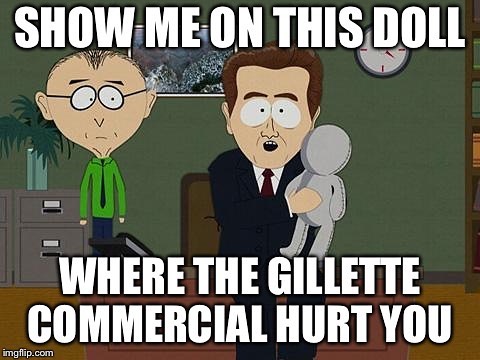 SHOW ME ON THIS DOLL
WHERE THE GILLETTE
COMMERCIAL HURT YOU
imgflip.com